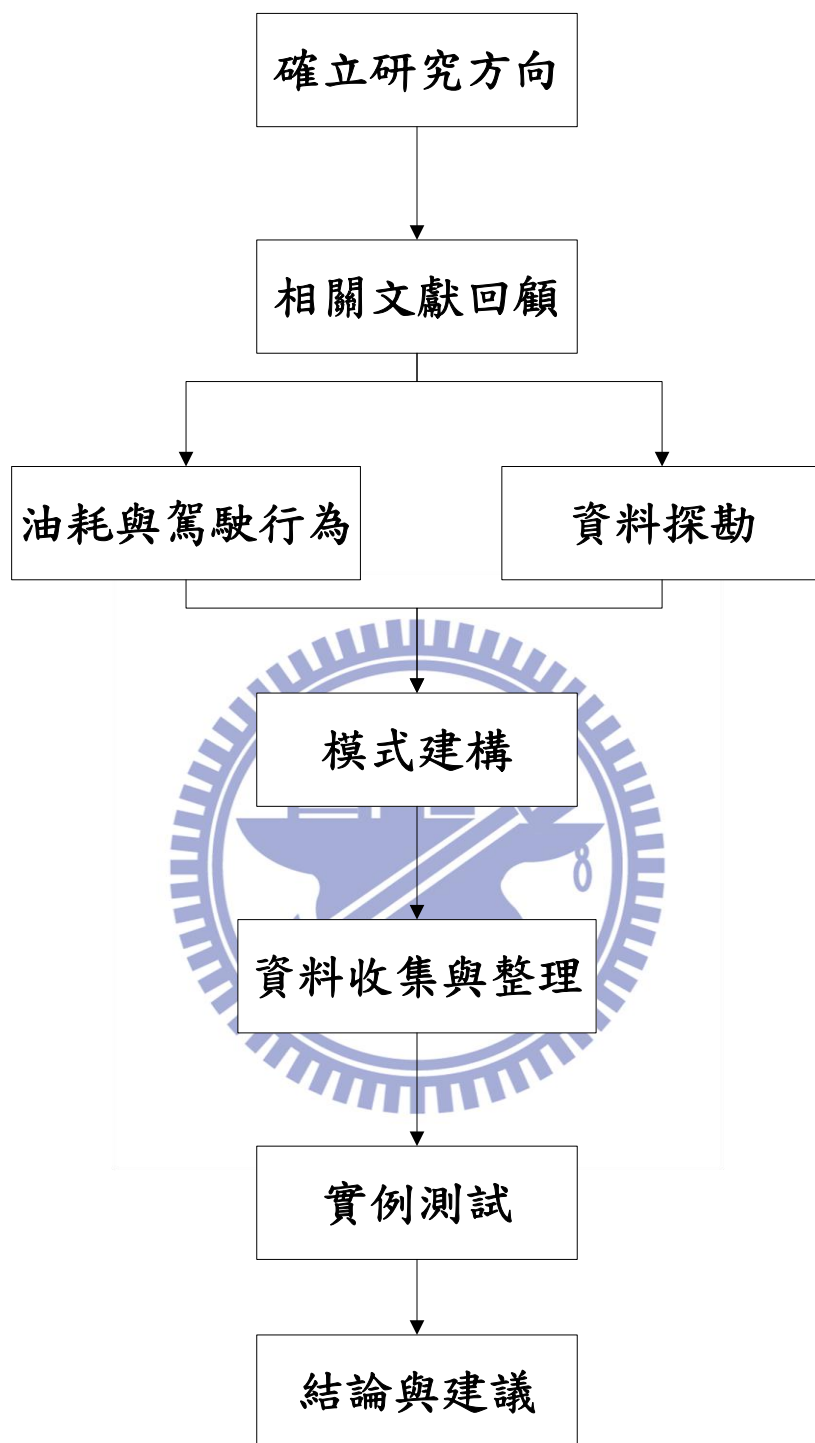 確立研究方向
相關文獻回顧
油耗與駕駛行為
資料探勘
模式建構
資料收集與整理
實例測試
結論與建議